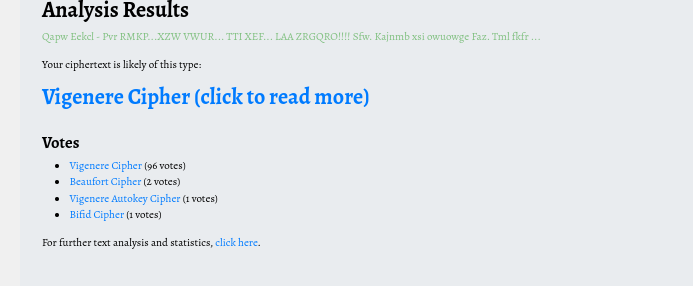 Analysis Results
Qapw Eekcl - Pvr RMKP...XZW VWUR... TTI XEF... LAA ZRGQRO!!!! Sfw. Kajnmb xsi owuowge Faz. Tml fkfr ...
Your ciphertext is likely of this type:
Vigenere Cipher (click to read more)
Votes
• Vigenere Cipher (96 votes)
• Beaufort Cipher (2 votes)
• Vigenere Autokey Cipher (1 votes)
• Bifid Cipher (1 votes)
For further text analysis and statistics, click here.